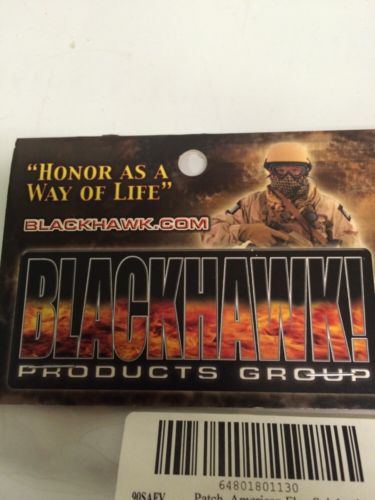 "HONOR AS A
WAY OF LIFE"
BLACKHAWK.COM
BLACKHAWK!
PRODUCTS GROUP
64801801130
90SAFV Patch, American